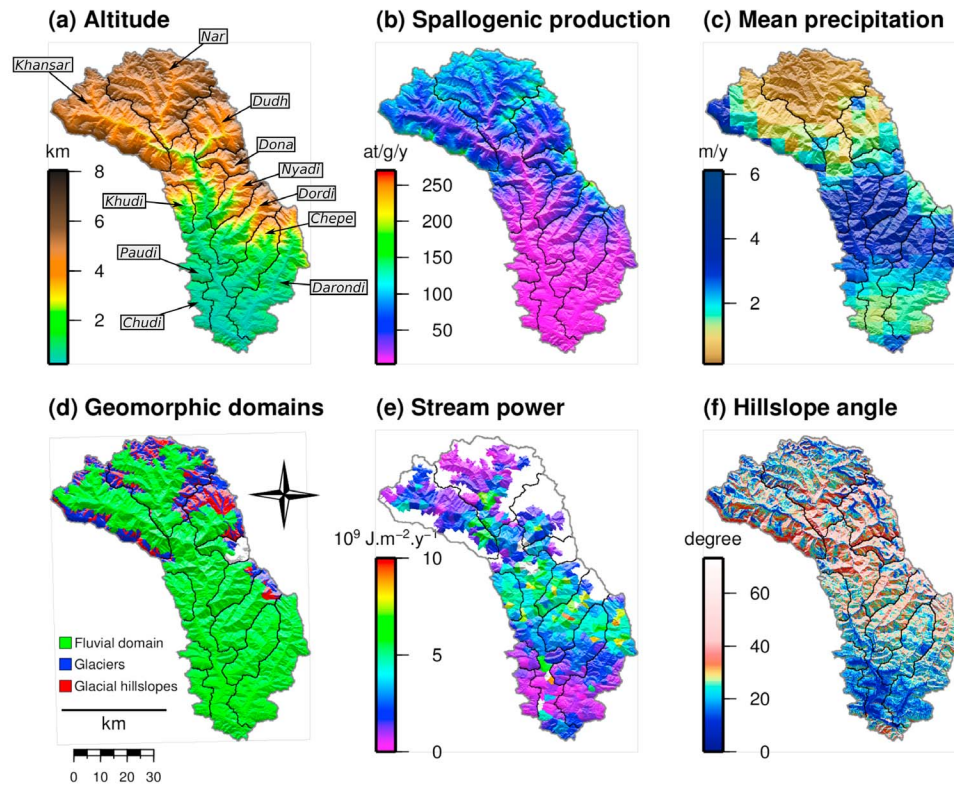 (a) Altitude
Nar
Khansar
Dudh
Dona
Nyadi
Dordi
Chepe
Khudi
Paudi
Darondi
Chudi
km
8
6
4
2
(b) Spallogenic production
at/g/y
250
200
150
100
50
(c) Mean precipitation
m/y
6
4
2
(d) Geomorphic domains
Fluvial domain
Glaciers
Glacial hillslopes
km
0 10 20 30
(e) Stream power
10⁹ J.m⁻².y⁻¹
10
5
0
(f) Hillslope angle
degree
60
40
20
0